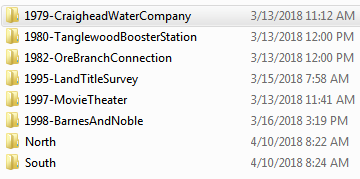 1979-CraigheadWaterCompany 3/13/2018 11:12 AM
1980-TanglewoodBoosterStation 3/13/2018 12:00 PM
1982-OreBranchConnection 3/13/2018 12:00 PM
1995-LandTitleSurvey 3/15/2018 7:58 AM
1997-MovieTheater 3/13/2018 11:41 AM
1998-BarnesAndNoble 3/16/2018 3:19 PM
North 4/10/2018 8:22 AM
South 4/10/2018 8:24 AM